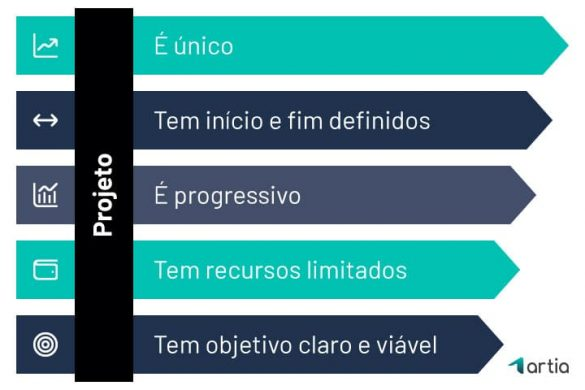 Projeto
É único
Tem início e fim definidos
É progressivo
Tem recursos limitados
Tem objetivo claro e viável
artia